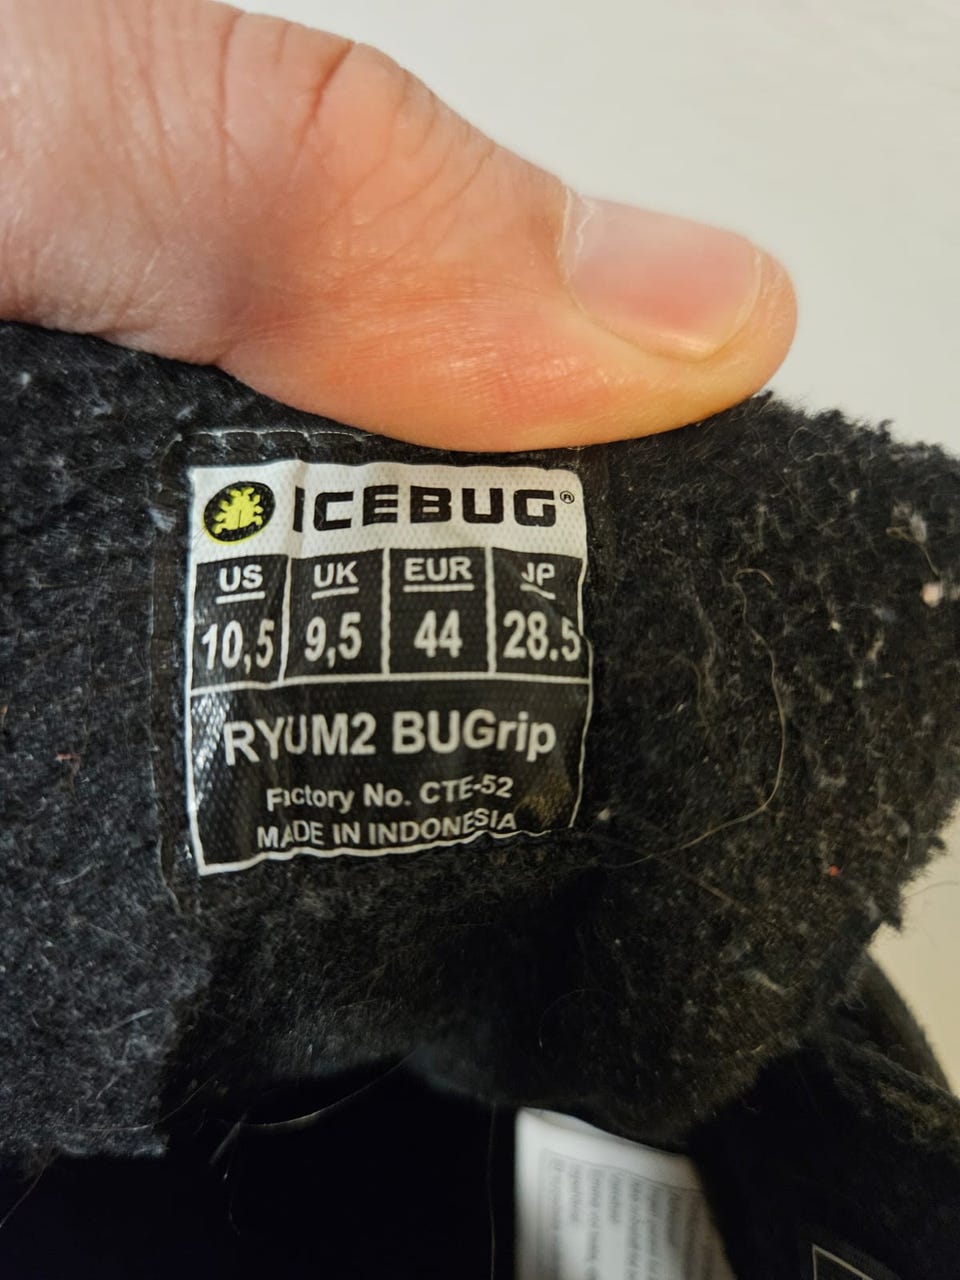 ICEBUG®
US UK EUR JP
10,5 9,5 44 28.5
RYUM2 BUGrip
Factory No. CTE-52
MADE IN INDONESIA